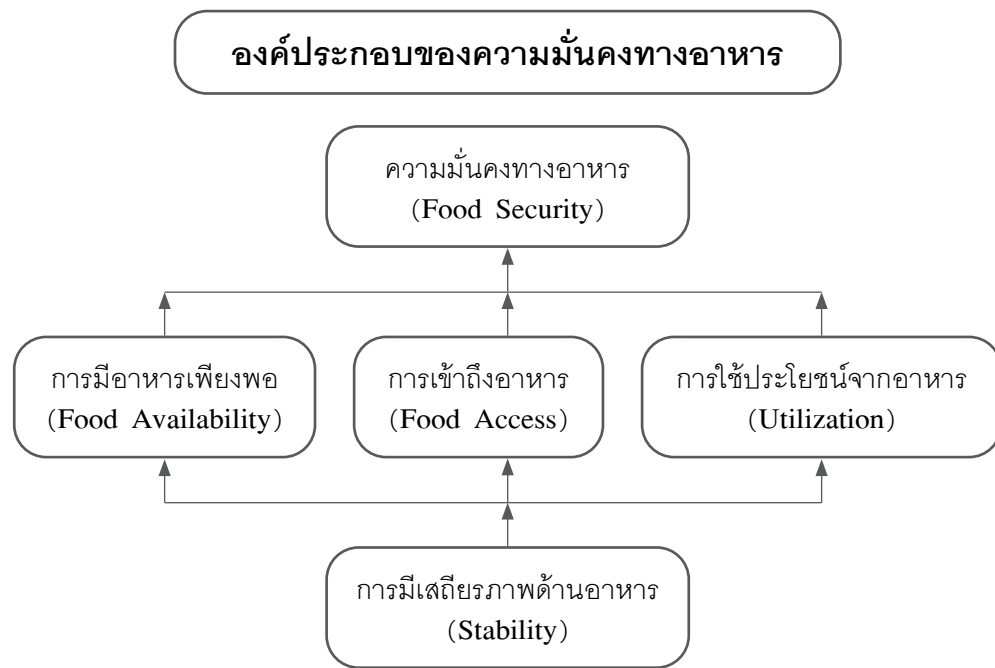 องค์ประกอบของความมั่นคงทางอาหาร
ความมั่นคงทางอาหาร
(Food Security)
การมีอาหารเพียงพอ
(Food Availability)
การเข้าถึงอาหาร
(Food Access)
การใช้ประโยชน์จากอาหาร
(Utilization)
การมีเสถียรภาพด้านอาหาร
(Stability)